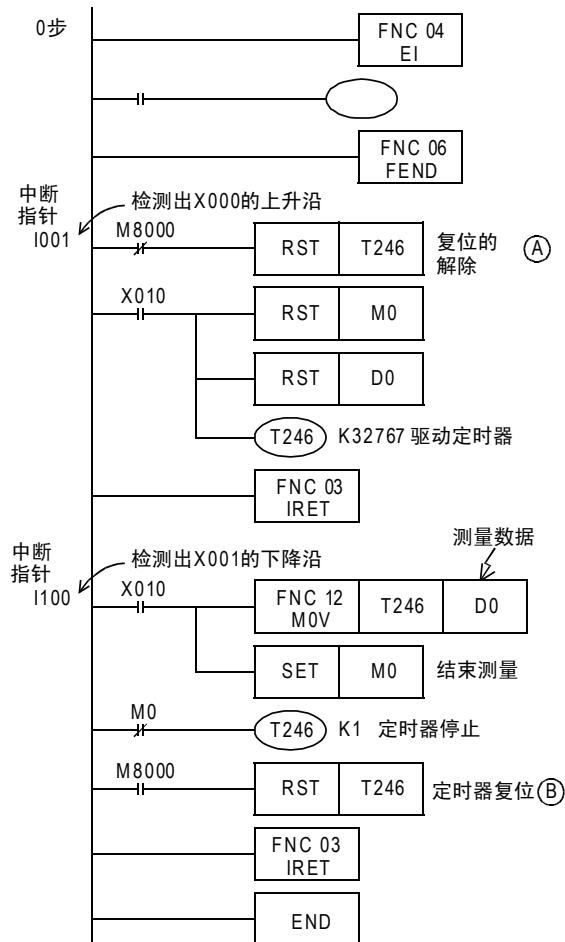 0步
FNC 04
EI
FNC 06
FEND
中断
指针
I001
检测出X000的上升沿
M8000
RST T246
复位的
解除
Ⓐ
X010
RST M0
RST D0
T246 K32767 驱动定时器
FNC 03
IRET
测量数据
中断
指针
I100
检测出X001的下降沿
X010
FNC 12
MOV
T246 D0
SET M0 结束测量
M0
T246 K1 定时器停止
M8000
RST T246 定时器复位Ⓑ
FNC 03
IRET
END